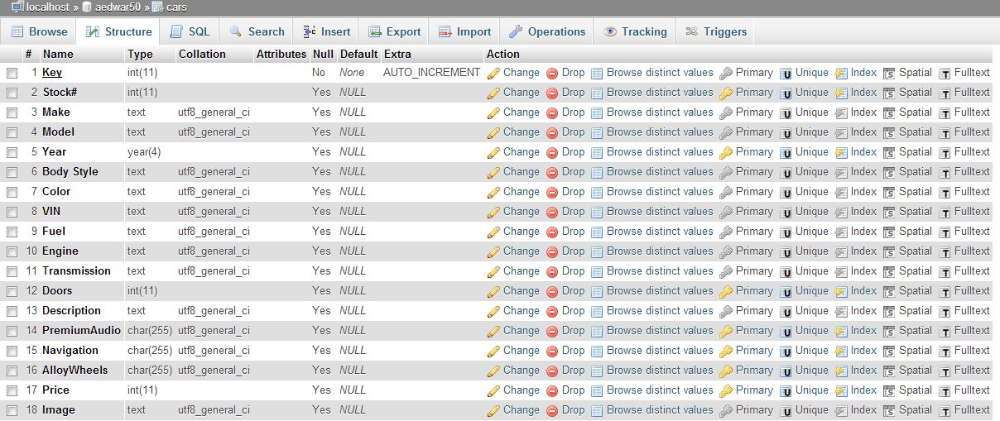 localhost » aedwar50 » cars
Browse Structure SQL Search Insert Export Import Operations Tracking Triggers
# Name Type Collation Attributes Null Default Extra Action
1 Key int(11) No None AUTO_INCREMENT Change Drop Browse distinct values Primary U Unique Index S Spatial T Fulltext
2 Stock# int(11) Yes NULL Change Drop Browse distinct values Primary U Unique Index S Spatial T Fulltext
3 Make text utf8_general_ci Yes NULL Change Drop Browse distinct values Primary U Unique Index S Spatial T Fulltext
4 Model text utf8_general_ci Yes NULL Change Drop Browse distinct values Primary U Unique Index S Spatial T Fulltext
5 Year year(4) Yes NULL Change Drop Browse distinct values Primary U Unique Index S Spatial T Fulltext
6 Body Style text utf8_general_ci Yes NULL Change Drop Browse distinct values Primary U Unique Index S Spatial T Fulltext
7 Color text utf8_general_ci Yes NULL Change Drop Browse distinct values Primary U Unique Index S Spatial T Fulltext
8 VIN text utf8_general_ci Yes NULL Change Drop Browse distinct values Primary U Unique Index S Spatial T Fulltext
9 Fuel text utf8_general_ci Yes NULL Change Drop Browse distinct values Primary U Unique Index S Spatial T Fulltext
10 Engine text utf8_general_ci Yes NULL Change Drop Browse distinct values Primary U Unique Index S Spatial T Fulltext
11 Transmission text utf8_general_ci Yes NULL Change Drop Browse distinct values Primary U Unique Index S Spatial T Fulltext
12 Doors int(11) Yes NULL Change Drop Browse distinct values Primary U Unique Index S Spatial T Fulltext
13 Description text utf8_general_ci Yes NULL Change Drop Browse distinct values Primary U Unique Index S Spatial T Fulltext
14 PremiumAudio char(255) utf8_general_ci Yes NULL Change Drop Browse distinct values Primary U Unique Index S Spatial T Fulltext
15 Navigation char(255) utf8_general_ci Yes NULL Change Drop Browse distinct values Primary U Unique Index S Spatial T Fulltext
16 AlloyWheels char(255) utf8_general_ci Yes NULL Change Drop Browse distinct values Primary U Unique Index S Spatial T Fulltext
17 Price int(11) Yes NULL Change Drop Browse distinct values Primary U Unique Index S Spatial T Fulltext
18 Image text utf8_general_ci Yes NULL Change Drop Browse distinct values Primary U Unique Index S Spatial T Fulltext